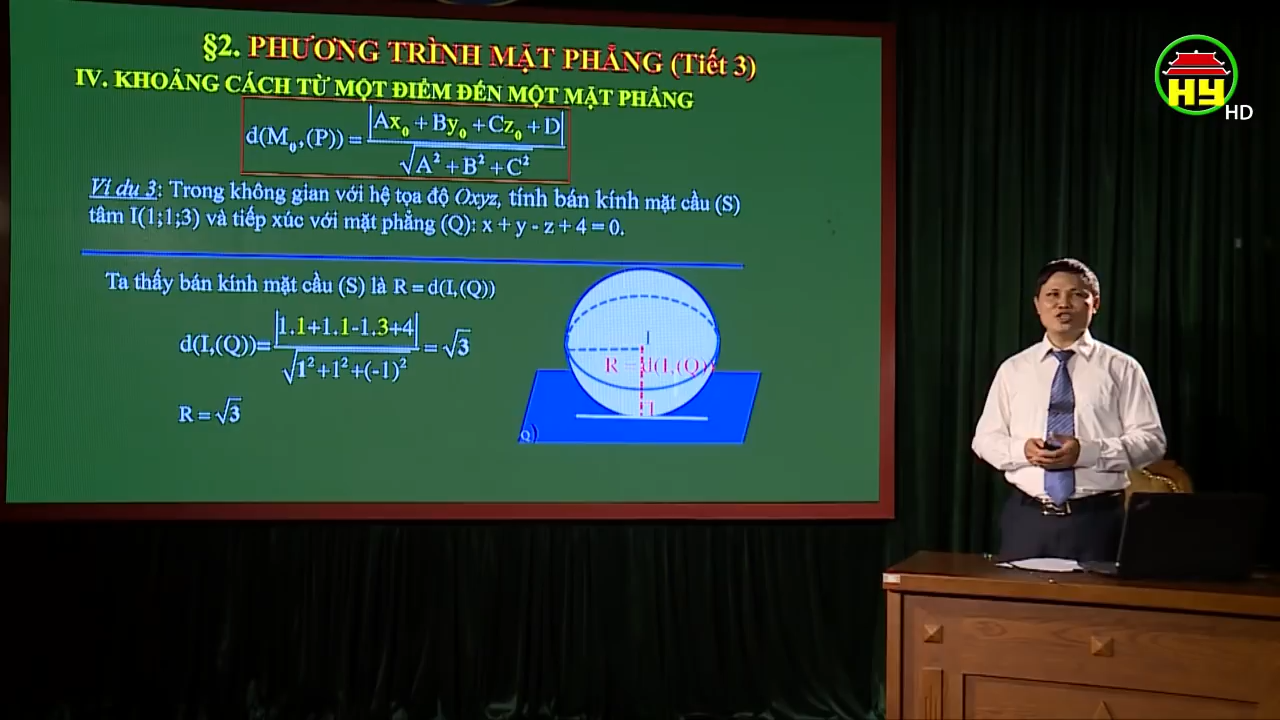 §2. PHƯƠNG TRÌNH MẶT PHẲNG (Tiết 3)
IV. KHOẢNG CÁCH TỪ MỘT ĐIỂM ĐẾN MỘT MẶT PHẲNG
d(M₀,(P)) = |Ax₀ + By₀ + Cz₀ + D| / √(A² + B² + C²)
Ví dụ 3: Trong không gian với hệ tọa độ Oxyz, tính bán kính mặt cầu (S)
tâm I(1;1;3) và tiếp xúc với mặt phẳng (Q): x + y - z + 4 = 0.
Ta thấy bán kính mặt cầu (S) là R = d(I,(Q))
d(I,(Q))= |1.1+1.1-1.3+4| / √(1²+1²+(-1)²) = √3
R = √3
I
R = d(I,(Q))
Q)
HY
HD